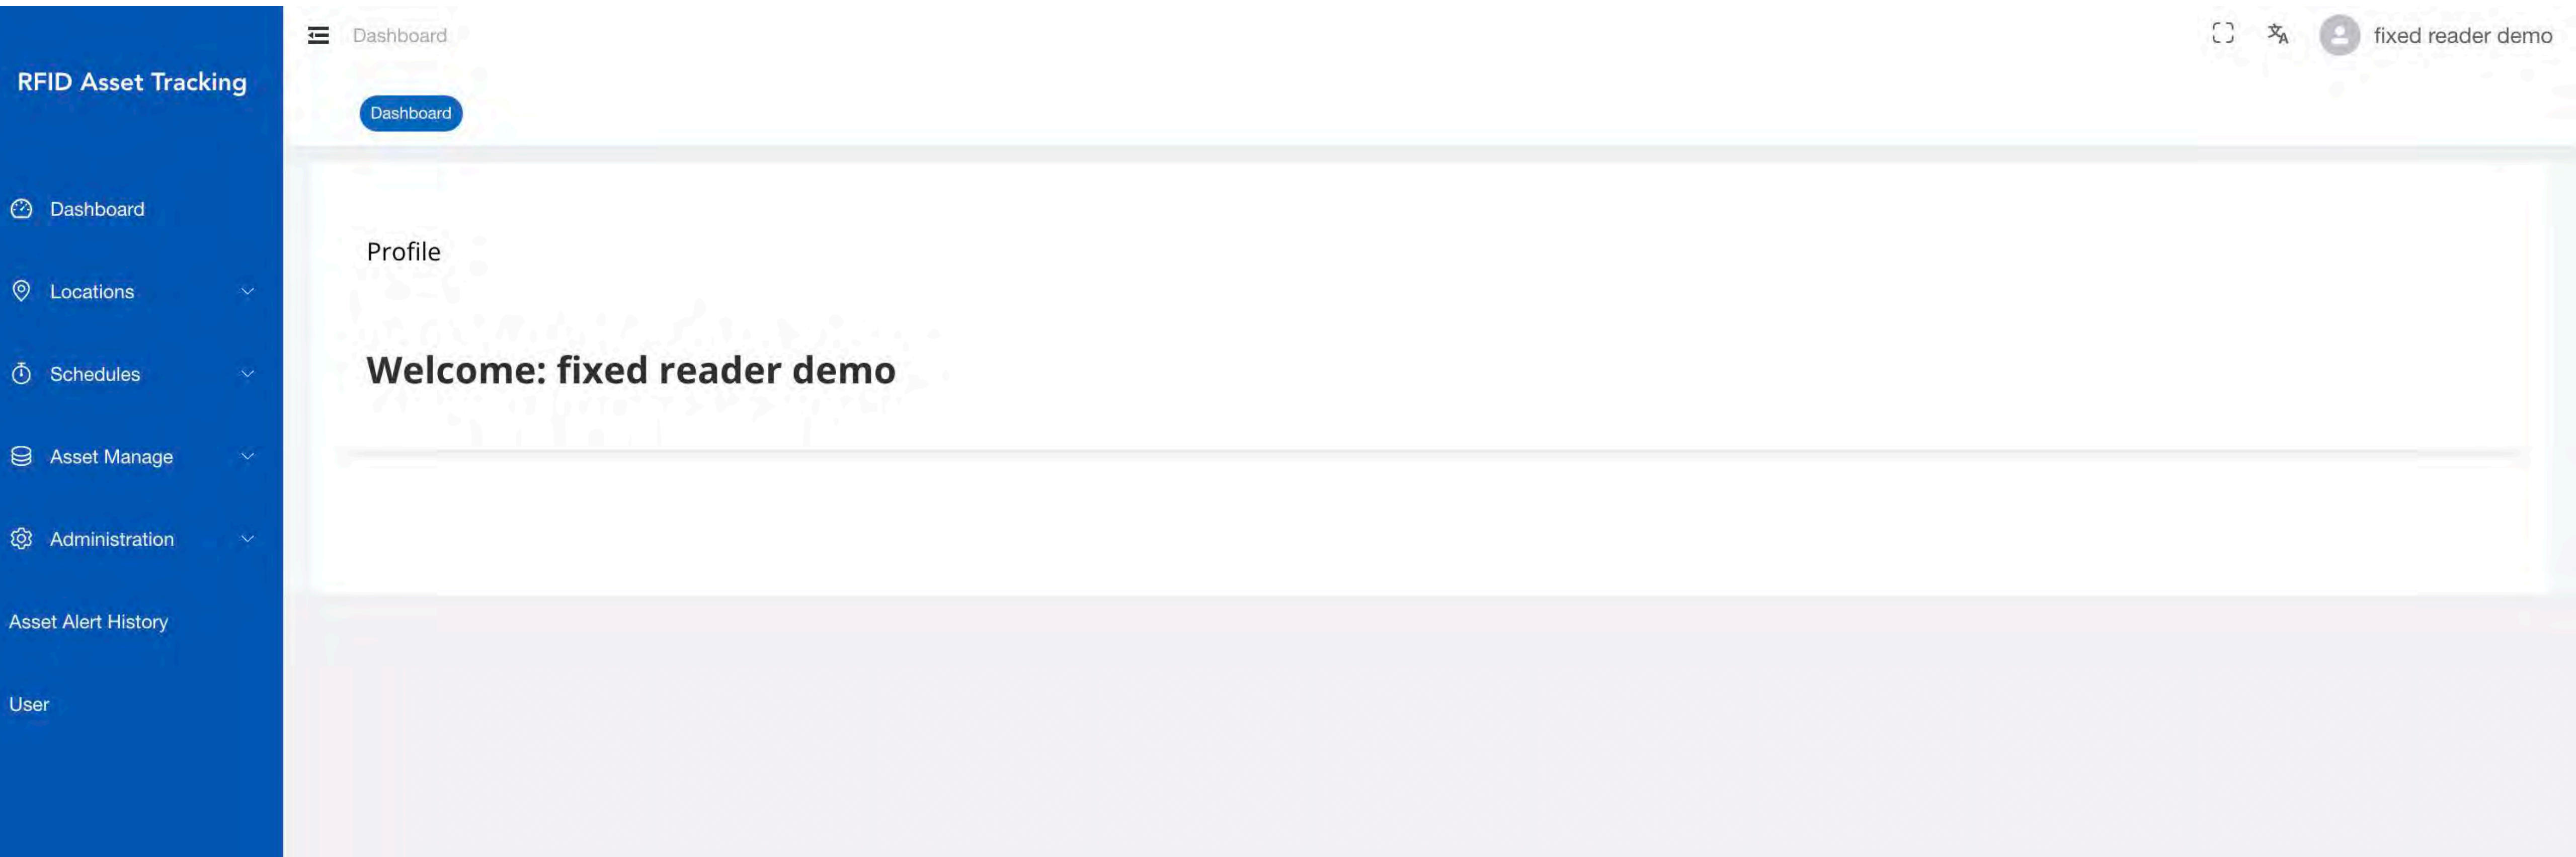 RFID Asset Tracking
Dashboard
Locations
Schedules
Asset Manage
Administration
Asset Alert History
User
Dashboard
fixed reader demo
Dashboard
Profile
Welcome: fixed reader demo